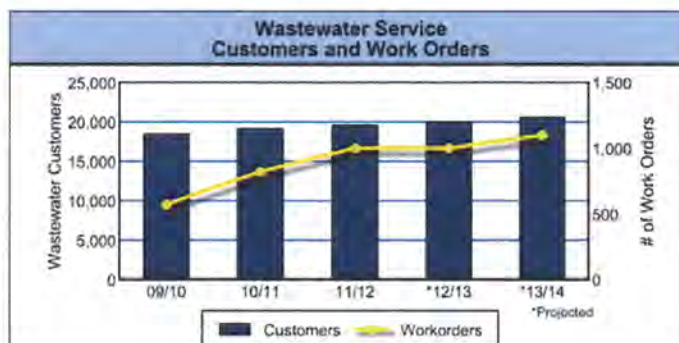 Wastewater Service
Customers and Work Orders
Wastewater Customers
25,000
20,000
15,000
10,000
5,000
0
1,500
1,000
500
0
# of Work Orders
09/10 10/11 11/12 *12/13 *13/14
*Projected
Customers Workorders